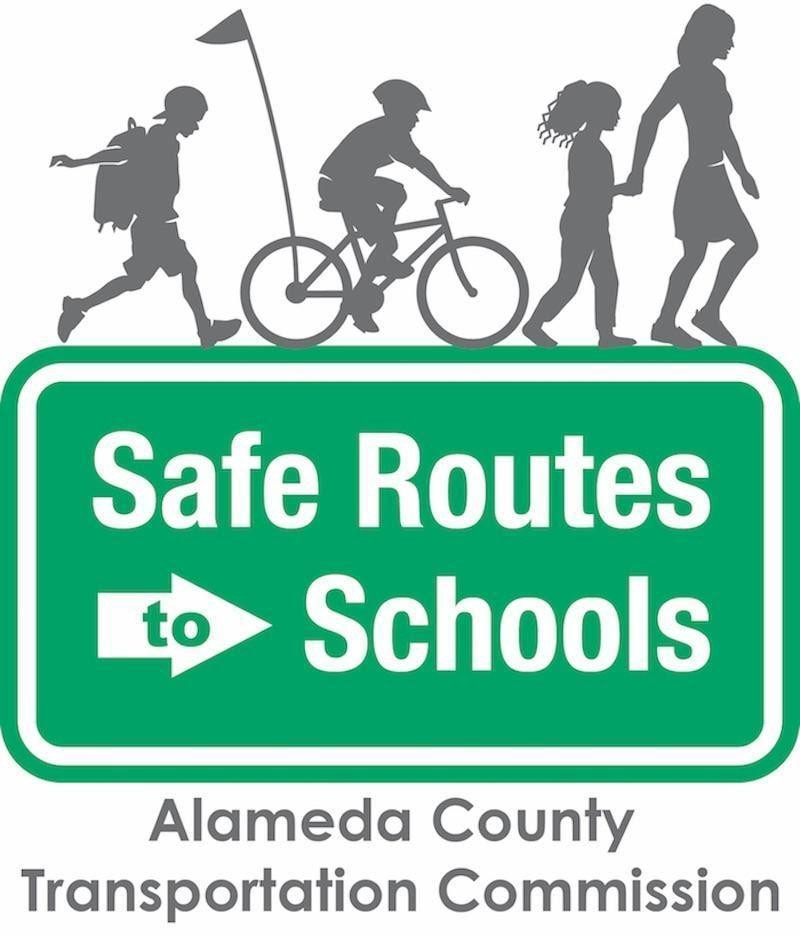 Safe Routes
to Schools
Alameda County
Transportation Commission